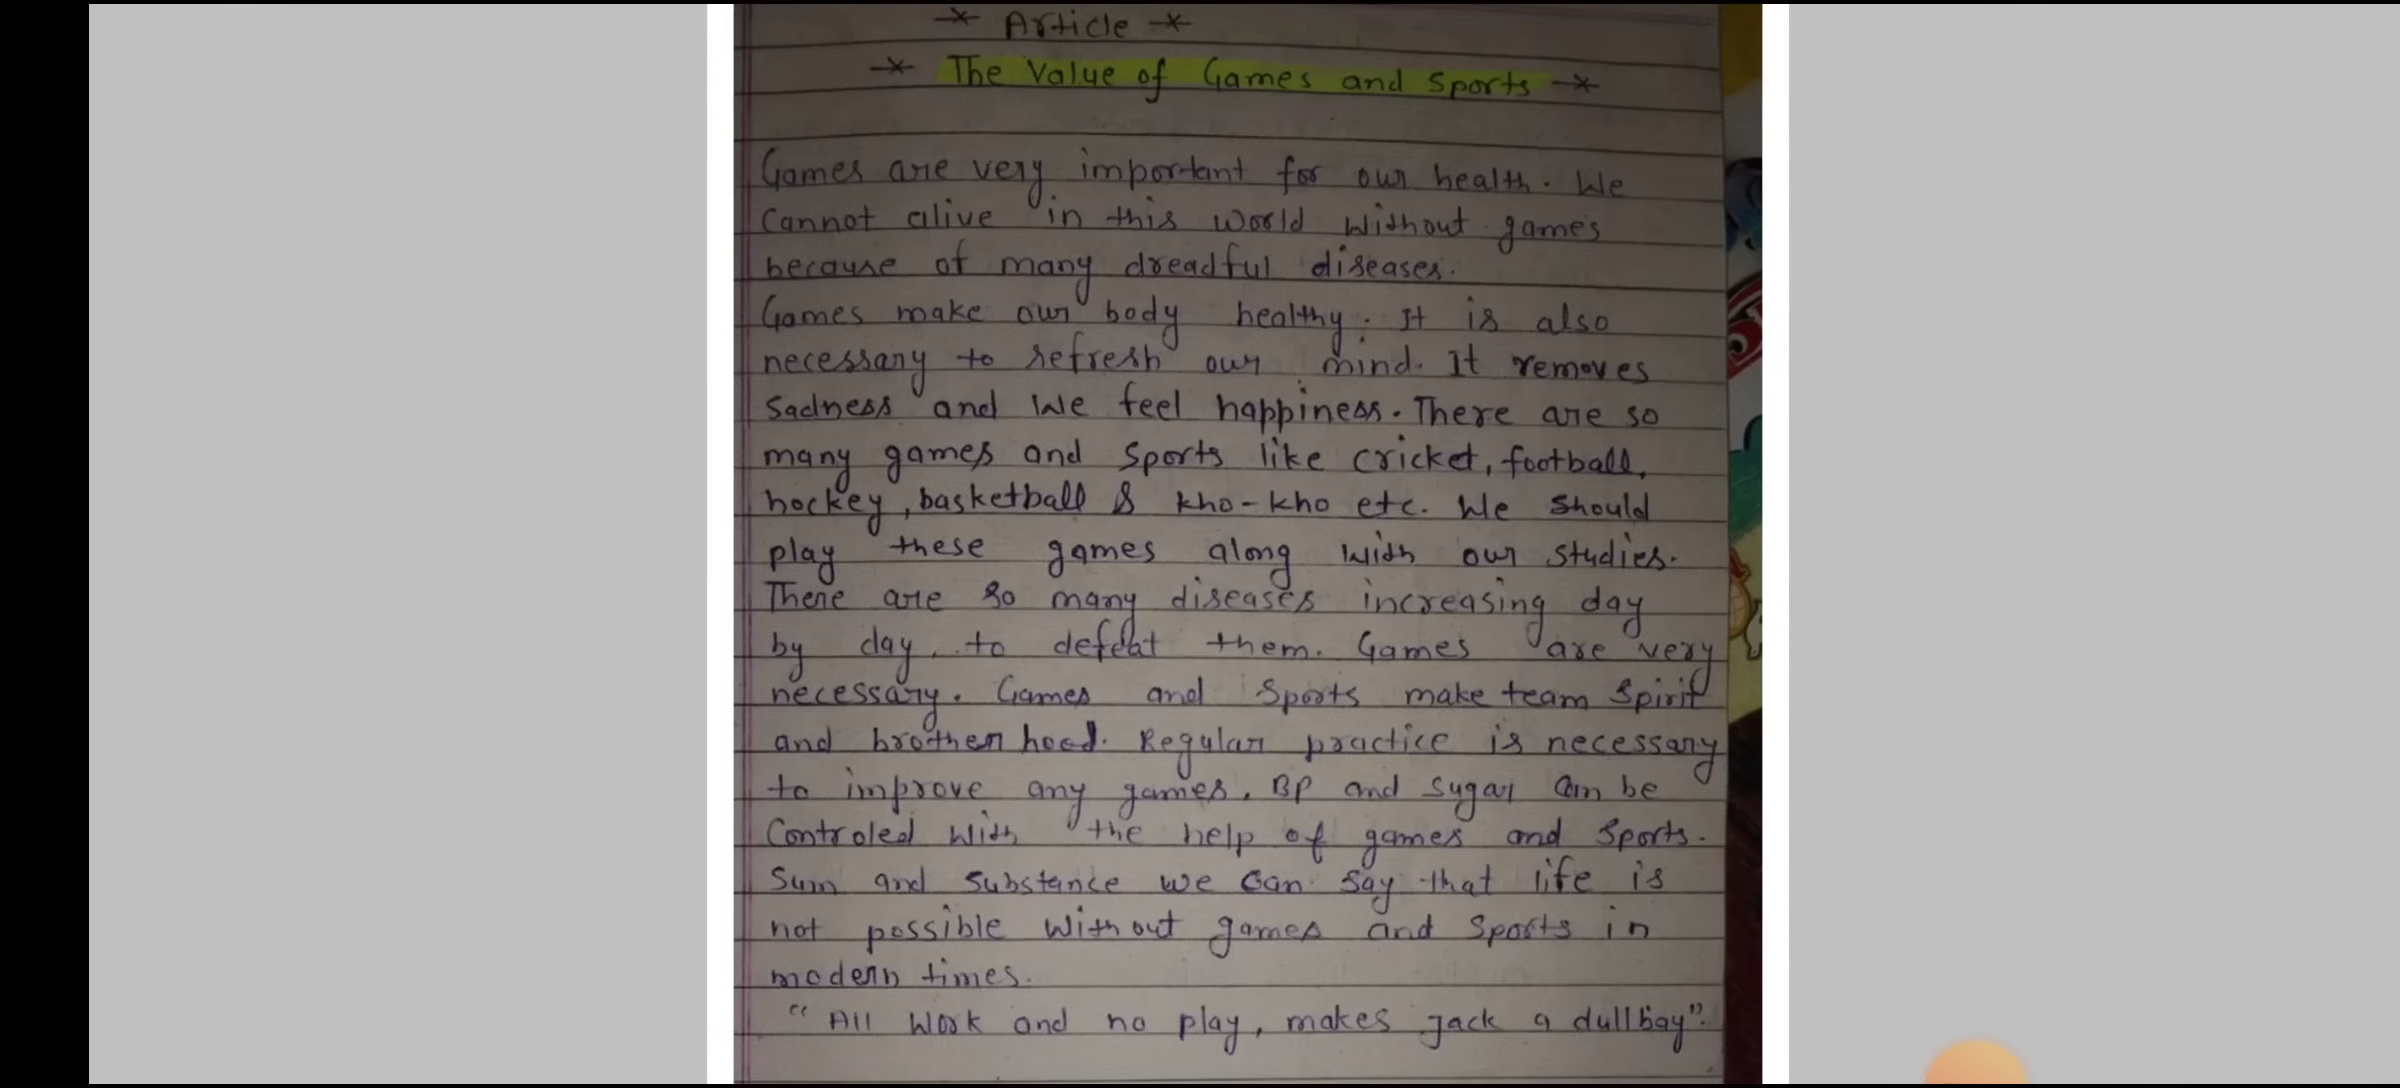 * Article *
* The Value of Games and Sports *
Games are very important for our health. We
cannot alive in this world without games
because of many dreadful diseases.
Games make our body healthy. It is also
necessary to refresh our mind. It removes
sadness and we feel happiness. There are so
many games and sports like cricket, football,
hockey, basketball & kho-kho etc. We should
play these games along with our studies.
There are so many diseases increasing day
by day, to defeat them. Games are very
necessary. Games and Sports make team spirit
and brother hood. Regular practice is necessary
to improve any games. BP and sugar can be
controled with the help of games and sports.
Sum and substance we can say that life is
not possible without games and sports in
modern times.
"All work and no play, makes jack a dull boy".